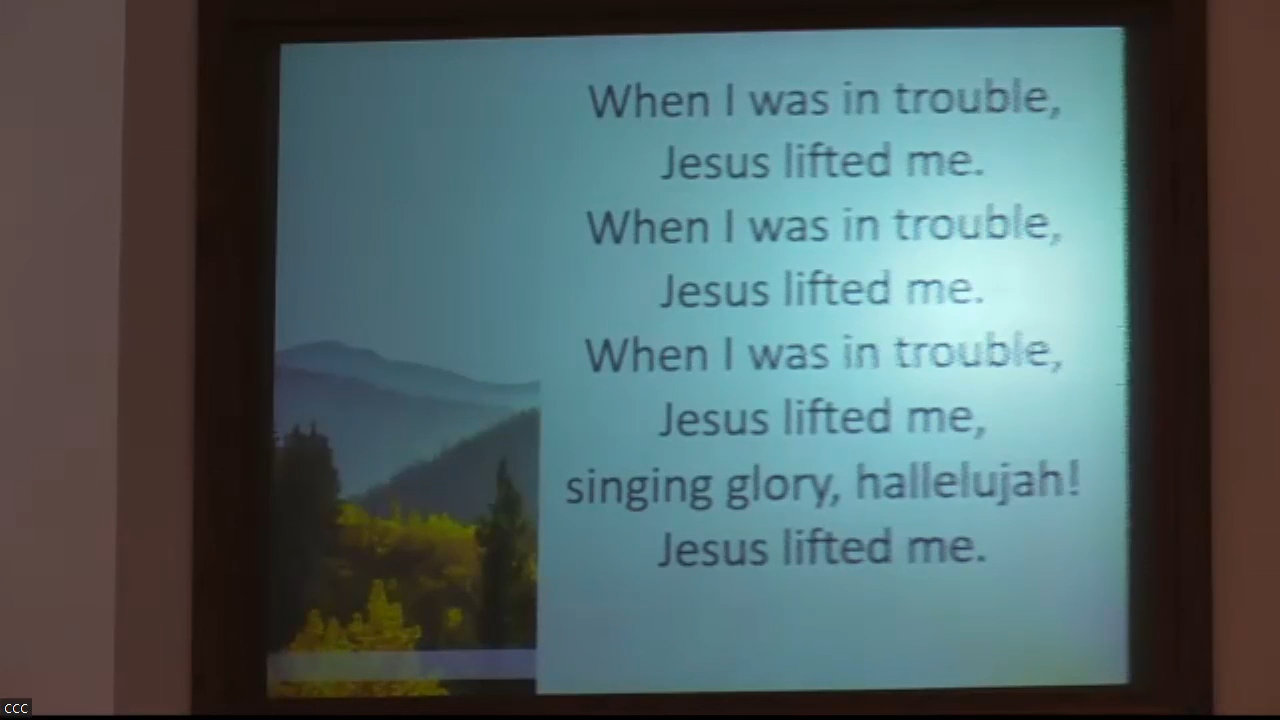 When I was in trouble,
Jesus lifted me.
When I was in trouble,
Jesus lifted me.
When I was in trouble,
Jesus lifted me,
singing glory, hallelujah!
Jesus lifted me.
ccc